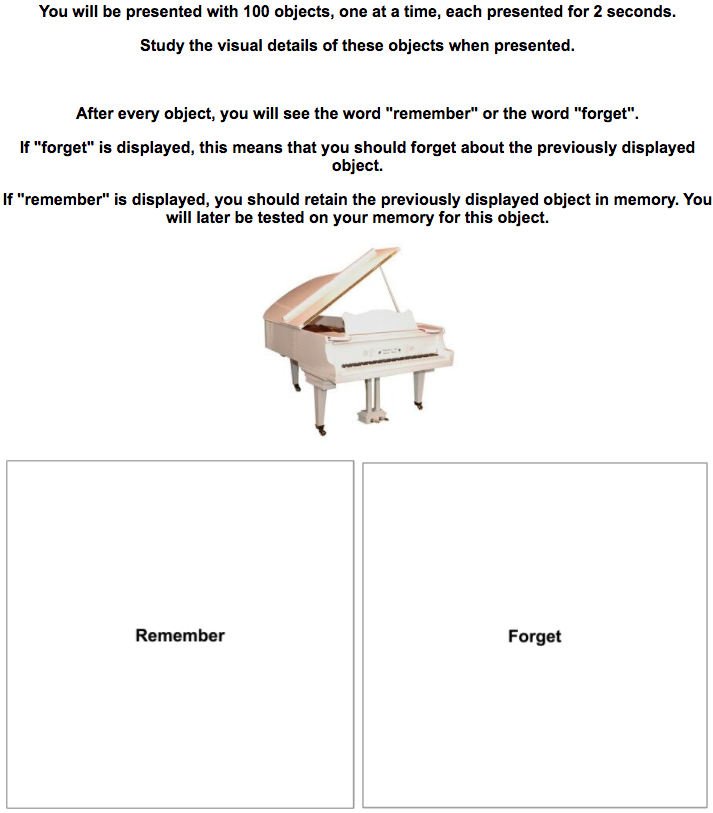 You will be presented with 100 objects, one at a time, each presented for 2 seconds.
Study the visual details of these objects when presented.
After every object, you will see the word "remember" or the word "forget".
If "forget" is displayed, this means that you should forget about the previously displayed
object.
If "remember" is displayed, you should retain the previously displayed object in memory. You
will later be tested on your memory for this object.
Remember
Forget